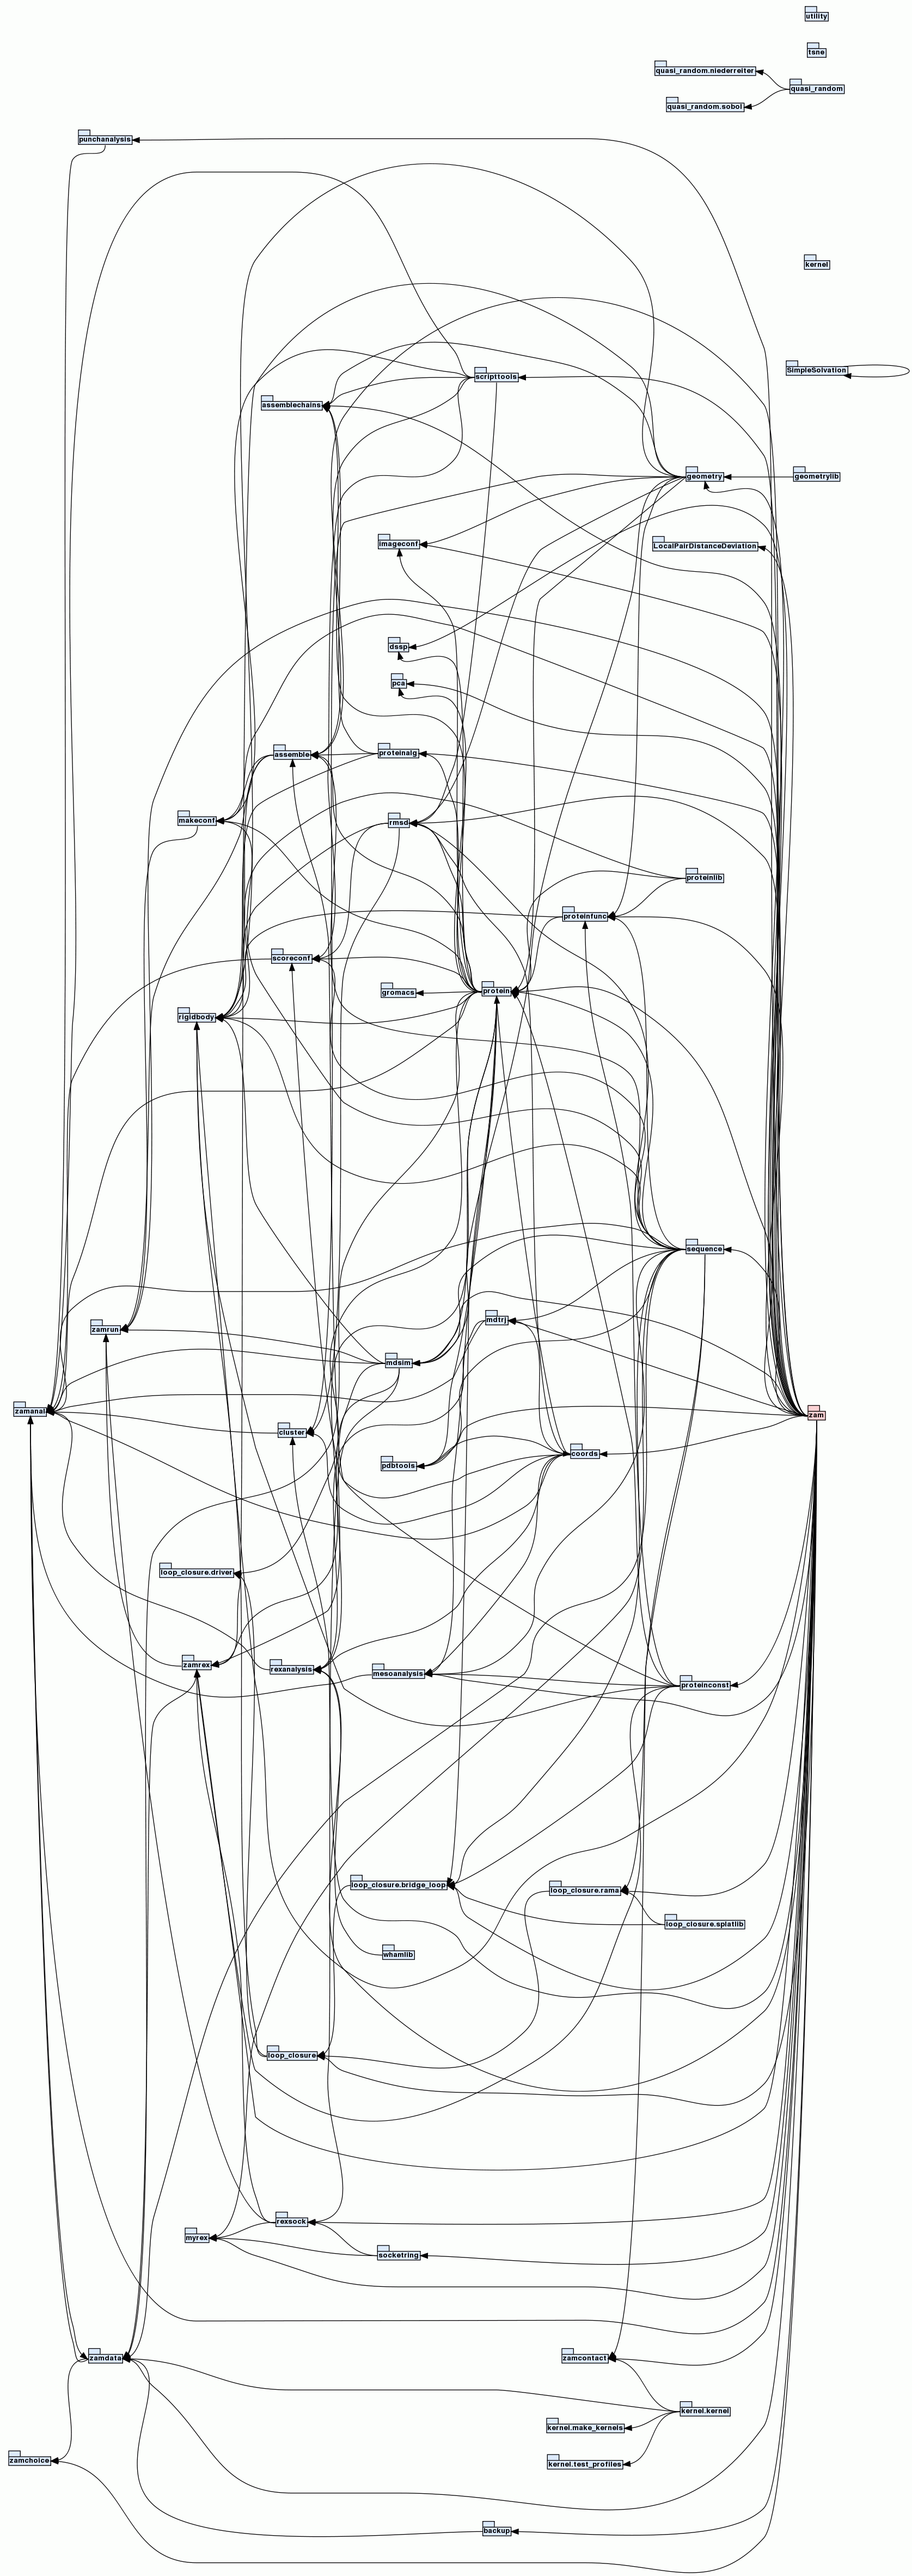 utility
tsne
quasi_random.niederreiter
quasi_random
quasi_random.sobol
punchanalysis
kernel
SimpleSolvation
scripttools
assemblechains
geometry
geometrylib
imageconf
LocalPairDistanceDeviation
dssp
pca
assemble
proteinalg
makeconf
rmsd
proteinlib
proteinfunc
scoreconf
gromacs
protein
rigidbody
sequence
mdtrj
zamrun
mdsim
zamanal
zam
cluster
coords
pdbtools
loop_closure.driver
zamrex
rexanalysis
mesoanalysis
proteinconst
loop_closure.bridge_loop
loop_closure.rama
loop_closure.splatlib
whamlib
loop_closure
rexsock
myrex
socketring
zamdata
zamcontact
kernel.kernel
kernel.make_kernels
zamchoice
kernel.test_profiles
backup